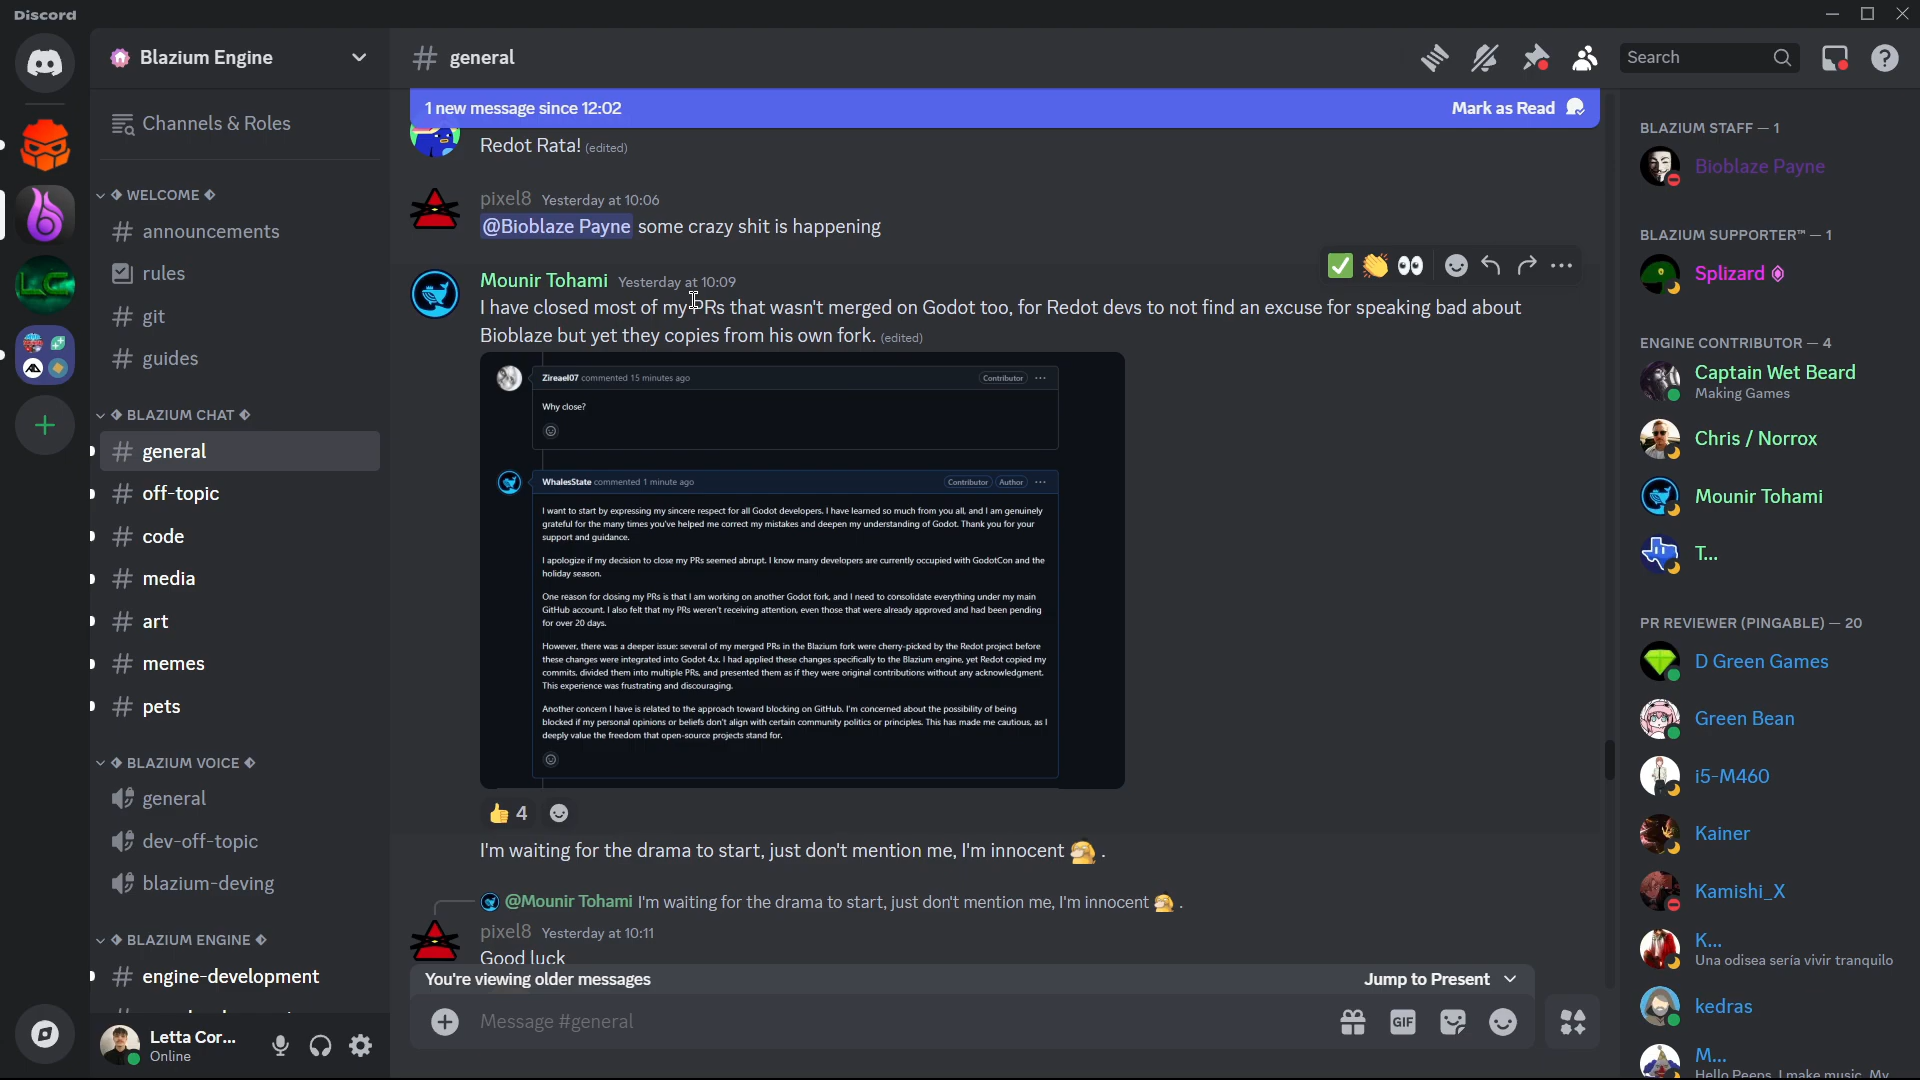 Discord
Blazium Engine
general
Search
Channels & Roles
WELCOME
announcements
rules
git
guides
BLAZIUM CHAT
general
off-topic
code
media
art
memes
pets
BLAZIUM VOICE
general
dev-off-topic
blazium-deving
BLAZIUM ENGINE
engine-development
Letta Cor...
Online
1 new message since 12:02
Mark as Read
Redot Rata! (edited)
pixel8 Yesterday at 10:06
@Bioblaze Payne some crazy shit is happening
Mounir Tohami Yesterday at 10:09
I have closed most of my PRs that wasn't merged on Godot too, for Redot devs to not find an excuse for speaking bad about
Bioblaze but yet they copies from his own fork. (edited)
Zireael07 commented 15 minutes ago
Contributor
Why close?
WhalesState commented 1 minute ago
Contributor Author
I want to start by expressing my sincere respect for all Godot developers. I have learned so much from you all, and I am genuinely
grateful for the many times you've helped me correct my mistakes and deepen my understanding of Godot. Thank you for your
support and guidance.
I apologize if my decision to close my PRs seemed abrupt. I know many developers are currently occupied with GodotCon and the
holiday season.
One reason for closing my PRs is that I am working on another Godot fork, and I need to consolidate everything under my main
GitHub account. I also felt that my PRs weren't receiving attention, even those that were already approved and had been pending
for over 20 days.
However, there was a deeper issue: several of my merged PRs in the Blazium fork were cherry-picked by the Redot project before
these changes were integrated into Godot 4.x. I had applied these changes specifically to the Blazium engine, yet Redot copied my
commits, divided them into multiple PRs, and presented them as if they were original contributions without any acknowledgment.
This experience was frustrating and discouraging.
Another concern I have is related to the approach toward blocking on GitHub. I'm concerned about the possibility of being
blocked if my personal opinions or beliefs don't align with certain community politics or principles. This has made me cautious, as I
deeply value the freedom that open-source projects stand for.
4
I'm waiting for the drama to start, just don't mention me, I'm innocent .
@Mounir Tohami I'm waiting for the drama to start, just don't mention me, I'm innocent .
pixel8 Yesterday at 10:11
Good luck
You're viewing older messages
Jump to Present
Message #general
GIF
BLAZIUM STAFF — 1
Bioblaze Payne
BLAZIUM SUPPORTER™ — 1
Splizard
ENGINE CONTRIBUTOR — 4
Captain Wet Beard
Making Games
Chris / Norrox
Mounir Tohami
T...
PR REVIEWER (PINGABLE) — 20
D Green Games
Green Bean
i5-M460
Kainer
Kamishi_X
K...
Una odisea sería vivir tranquilo
kedras
M...
Hello Peeps, I make music. My